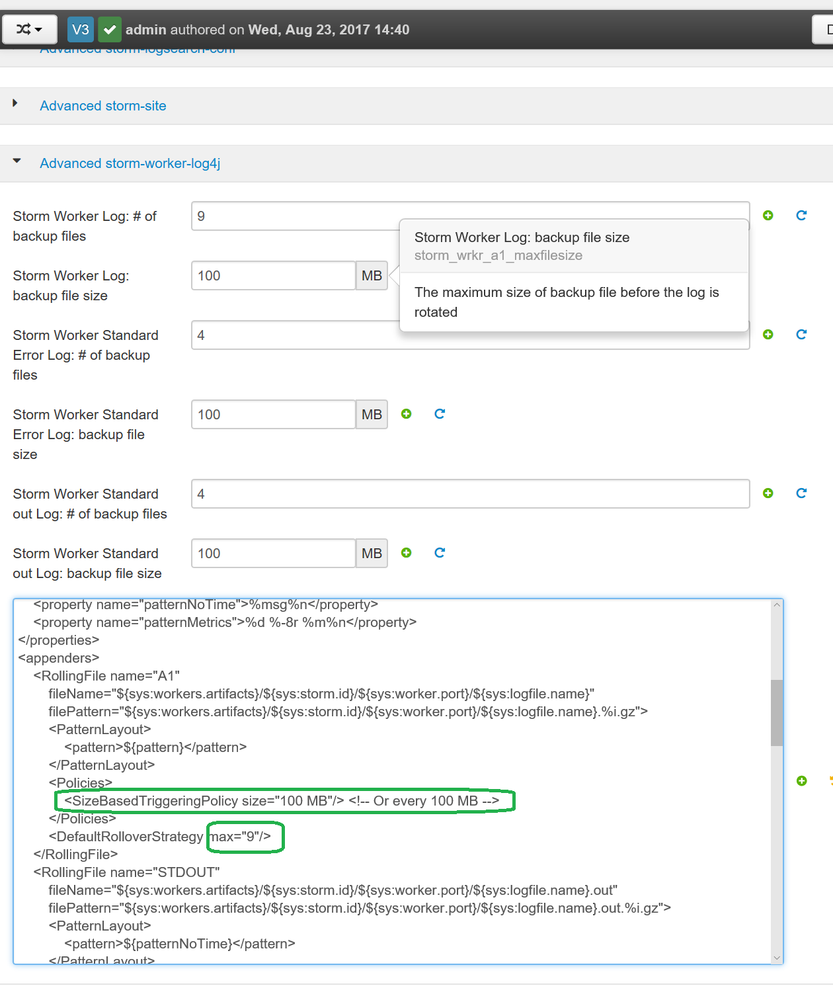 V3 admin authored on Wed, Aug 23, 2017 14:40
Advanced storm-logsearch-conf
Advanced storm-site
Advanced storm-worker-log4j
Storm Worker Log: # of
backup files
9
Storm Worker Log: backup file size
storm_wrkr_a1_maxfilesize
The maximum size of backup file before the log is
rotated
Storm Worker Log:
backup file size
100 MB
Storm Worker Standard
Error Log: # of backup
files
4
Storm Worker Standard
Error Log: backup file
size
100 MB
Storm Worker Standard
out Log: # of backup files
4
Storm Worker Standard
out Log: backup file size
100 MB
<property name="patternNoTime">%msg%n</property>
<property name="patternMetrics">%d %-8r %m%n</property>
</properties>
<appenders>
<RollingFile name="A1"
fileName="${sys:workers.artifacts}/${sys:storm.id}/${sys:worker.port}/${sys:logfile.name}"
filePattern="${sys:workers.artifacts}/${sys:storm.id}/${sys:worker.port}/${sys:logfile.name}.%i.gz">
<PatternLayout>
<pattern>${pattern}</pattern>
</PatternLayout>
<Policies>
<SizeBasedTriggeringPolicy size="100 MB"/> <!-- Or every 100 MB -->
</Policies>
<DefaultRolloverStrategy max="9"/>
</RollingFile>
<RollingFile name="STDOUT"
fileName="${sys:workers.artifacts}/${sys:storm.id}/${sys:worker.port}/${sys:logfile.name}.out"
filePattern="${sys:workers.artifacts}/${sys:storm.id}/${sys:worker.port}/${sys:logfile.name}.out.%i.gz">
<PatternLayout>
<pattern>${patternNoTime}</pattern>
</PatternLayout>